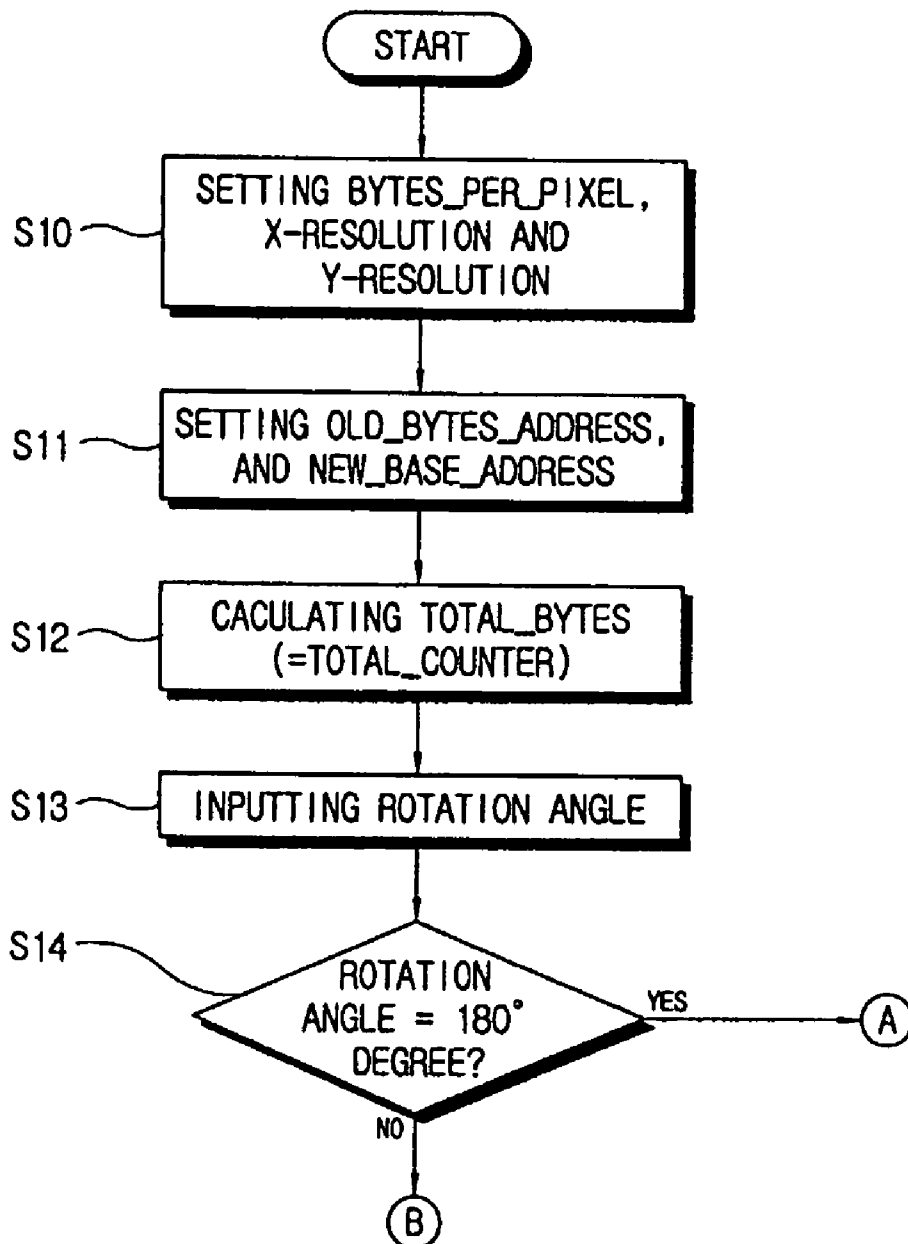 START
S10
SETTING BYTES_PER_PIXEL,
X-RESOLUTION AND
Y-RESOLUTION
S11
SETTING OLD_BYTES_ADDRESS,
AND NEW_BASE_ADDRESS
S12
CACULATING TOTAL_BYTES
(=TOTAL_COUNTER)
S13
INPUTTING ROTATION ANGLE
S14
ROTATION
ANGLE = 180°
DEGREE?
YES
A
NO
B